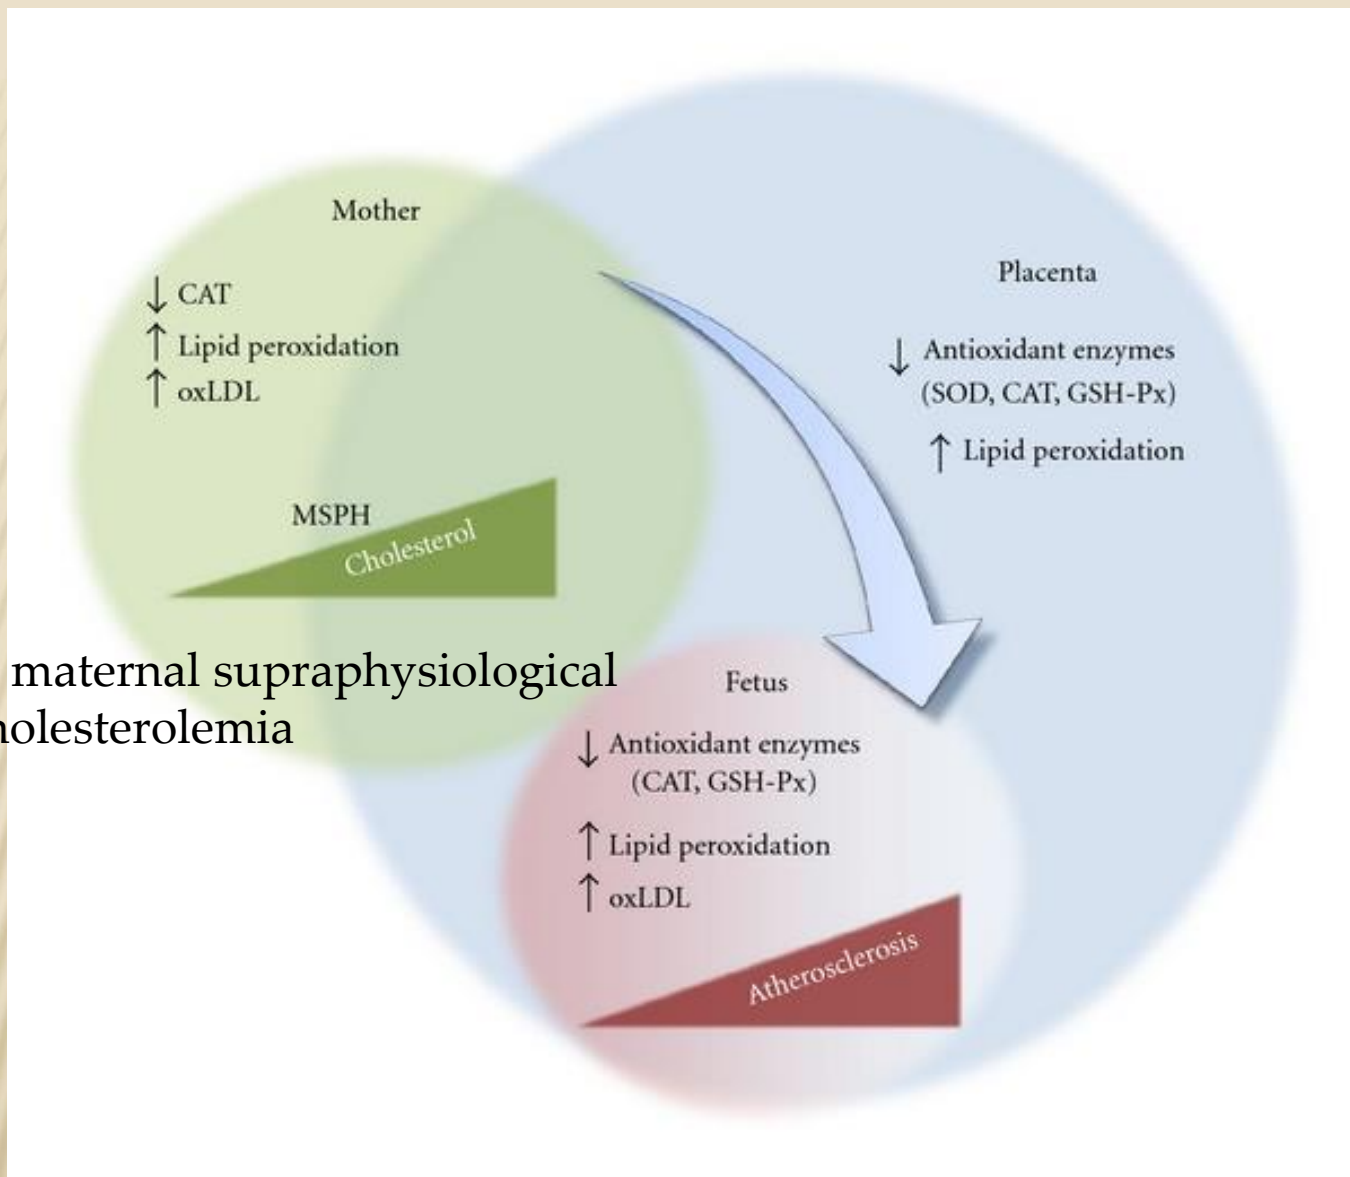 Mother
↓ CAT
↑ Lipid peroxidation
↑ oxLDL
MSPH
Cholesterol
maternal supraphysiological
Placenta
↓ Antioxidant enzymes
(SOD, CAT, GSH-Px)
↑ Lipid peroxidation
Fetus
↓ Antioxidant enzymes
(CAT, GSH-Px)
↑ Lipid peroxidation
↑ oxLDL
Atherosclerosis